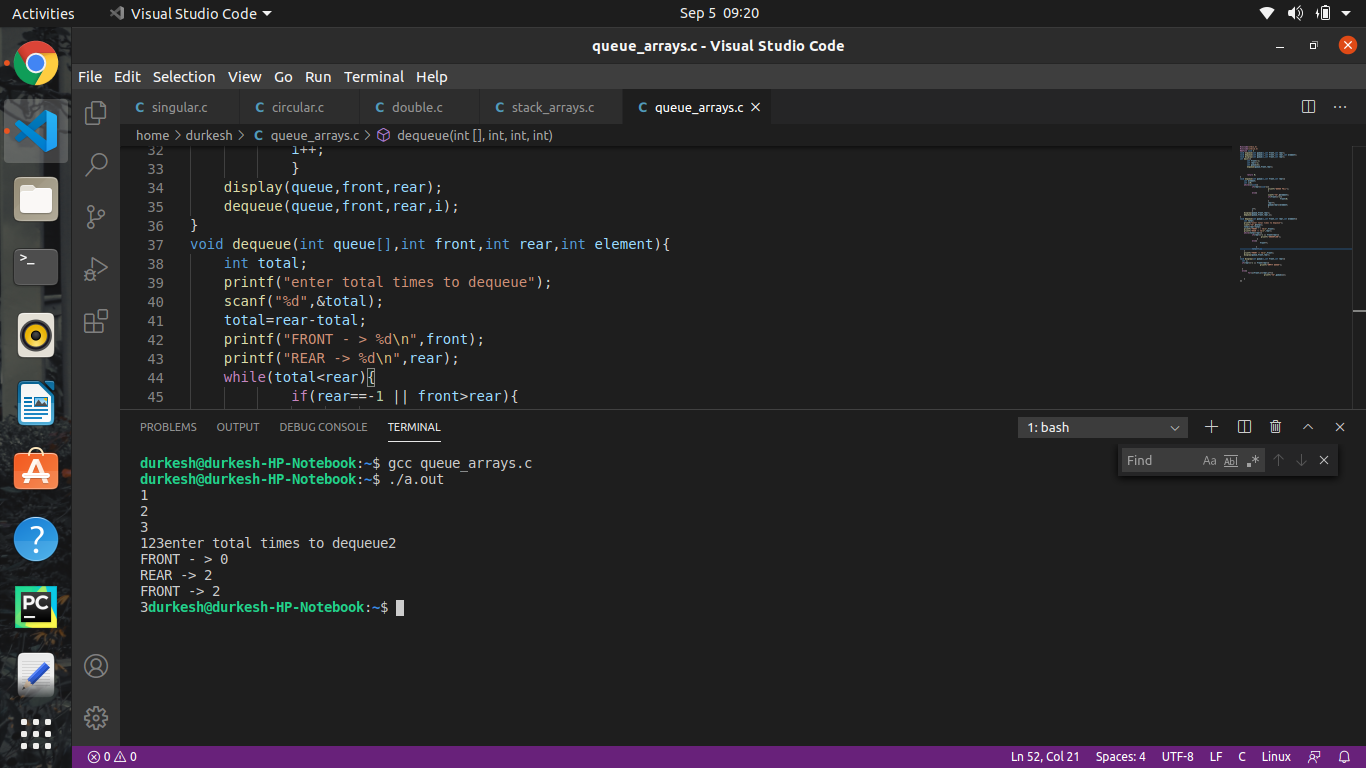 Activities Visual Studio Code Sep 5 09:20
queue_arrays.c - Visual Studio Code
File Edit Selection View Go Run Terminal Help
C singular.c C circular.c C double.c C stack_arrays.c C queue_arrays.c
home > durkesh > C queue_arrays.c > dequeue(int [], int, int, int)
32 i++;
33 }
34 display(queue,front,rear);
35 dequeue(queue,front,rear,i);
36 }
37 void dequeue(int queue[],int front,int rear,int element){
38 int total;
39 printf("enter total times to dequeue");
40 scanf("%d",&total);
41 total=rear-total;
42 printf("FRONT - > %d\n",front);
43 printf("REAR -> %d\n",rear);
44 while(total<rear){
45 if(rear==-1 || front>rear){
PROBLEMS OUTPUT DEBUG CONSOLE TERMINAL 1: bash
Find Aa Abl .*
durkesh@durkesh-HP-Notebook:~$ gcc queue_arrays.c
durkesh@durkesh-HP-Notebook:~$ ./a.out
1
2
3
123enter total times to dequeue2
FRONT - > 0
REAR -> 2
FRONT -> 2
3durkesh@durkesh-HP-Notebook:~$
>_
?
PC
0 0 Ln 52, Col 21 Spaces: 4 UTF-8 LF C Linux